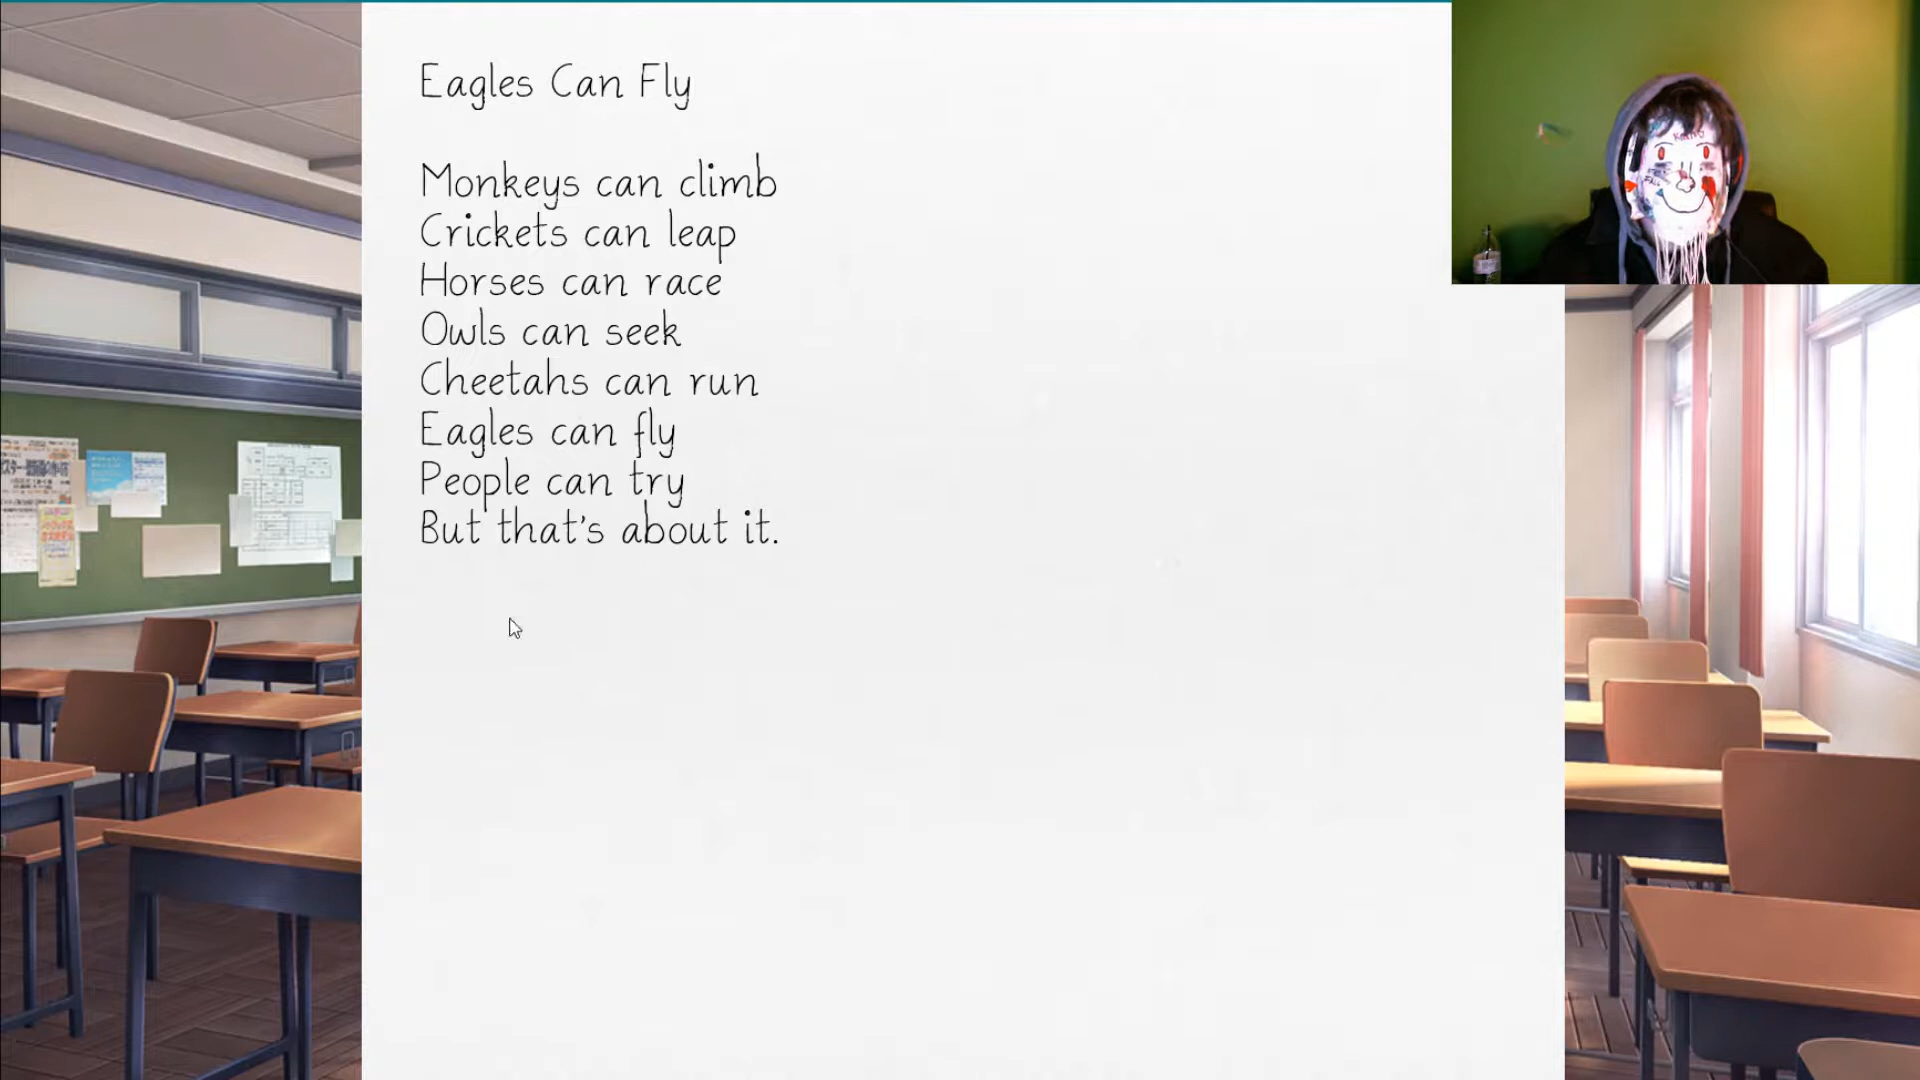 Eagles Can Fly
Monkeys can climb
Crickets can leap
Horses can race
Owls can seek
Cheetahs can run
Eagles can fly
People can try
But that's about it.